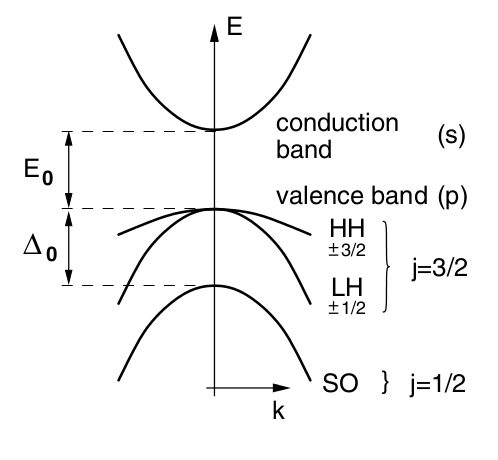 E
conduction
band
(s)
E₀
valence band (p)
HH
±3/2
Δ₀
j=3/2
LH
±1/2
SO } j=1/2
k